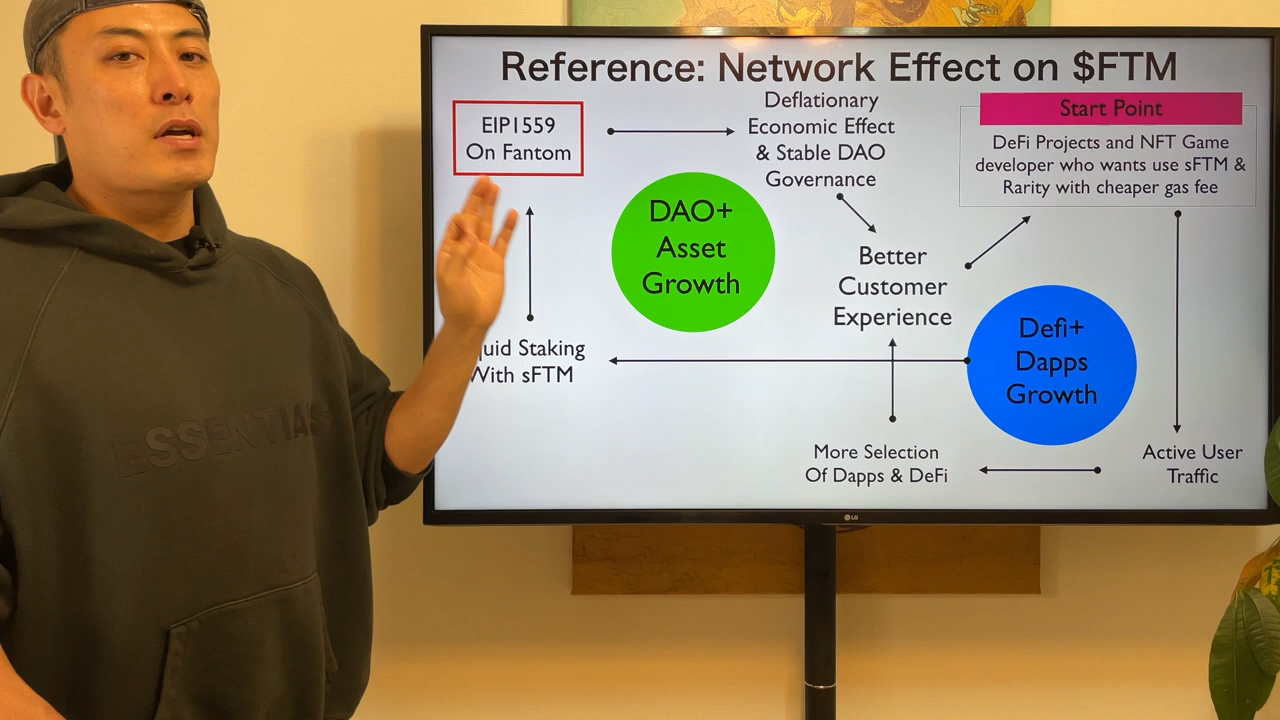 Reference: Network Effect on $FTM
EIP1559
On Fantom
Deflationary
Economic Effect
& Stable DAO
Governance
Start Point
DeFi Projects and NFT Game
developer who wants use sFTM &
Rarity with cheaper gas fee
DAO+
Asset
Growth
Better
Customer
Experience
Defi+
Dapps
Growth
Staking
With sFTM
More Selection
Of Dapps & DeFi
Active User
Traffic
ESSENTIALS
LG